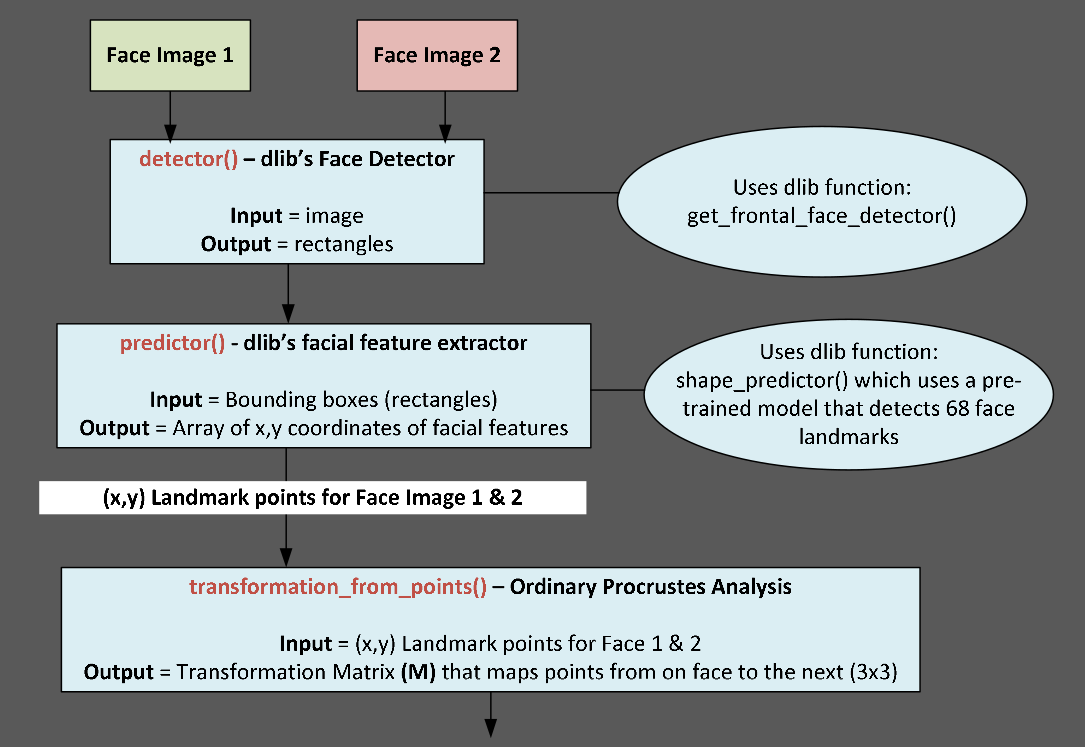 Face Image 1
Face Image 2
detector() – dlib's Face Detector
Input = image
Output = rectangles
Uses dlib function:
get_frontal_face_detector()
predictor() - dlib's facial feature extractor
Input = Bounding boxes (rectangles)
Output = Array of x,y coordinates of facial features
Uses dlib function:
shape_predictor() which uses a pre-
trained model that detects 68 face
landmarks
(x,y) Landmark points for Face Image 1 & 2
transformation_from_points() – Ordinary Procrustes Analysis
Input = (x,y) Landmark points for Face 1 & 2
Output = Transformation Matrix (M) that maps points from on face to the next (3x3)